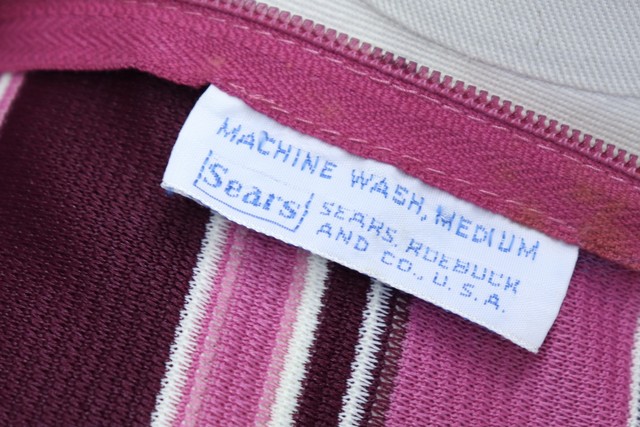 MACHINE WASH, MEDIUM
Sears
SEARS, ROEBUCK
AND CO., U.S.A.